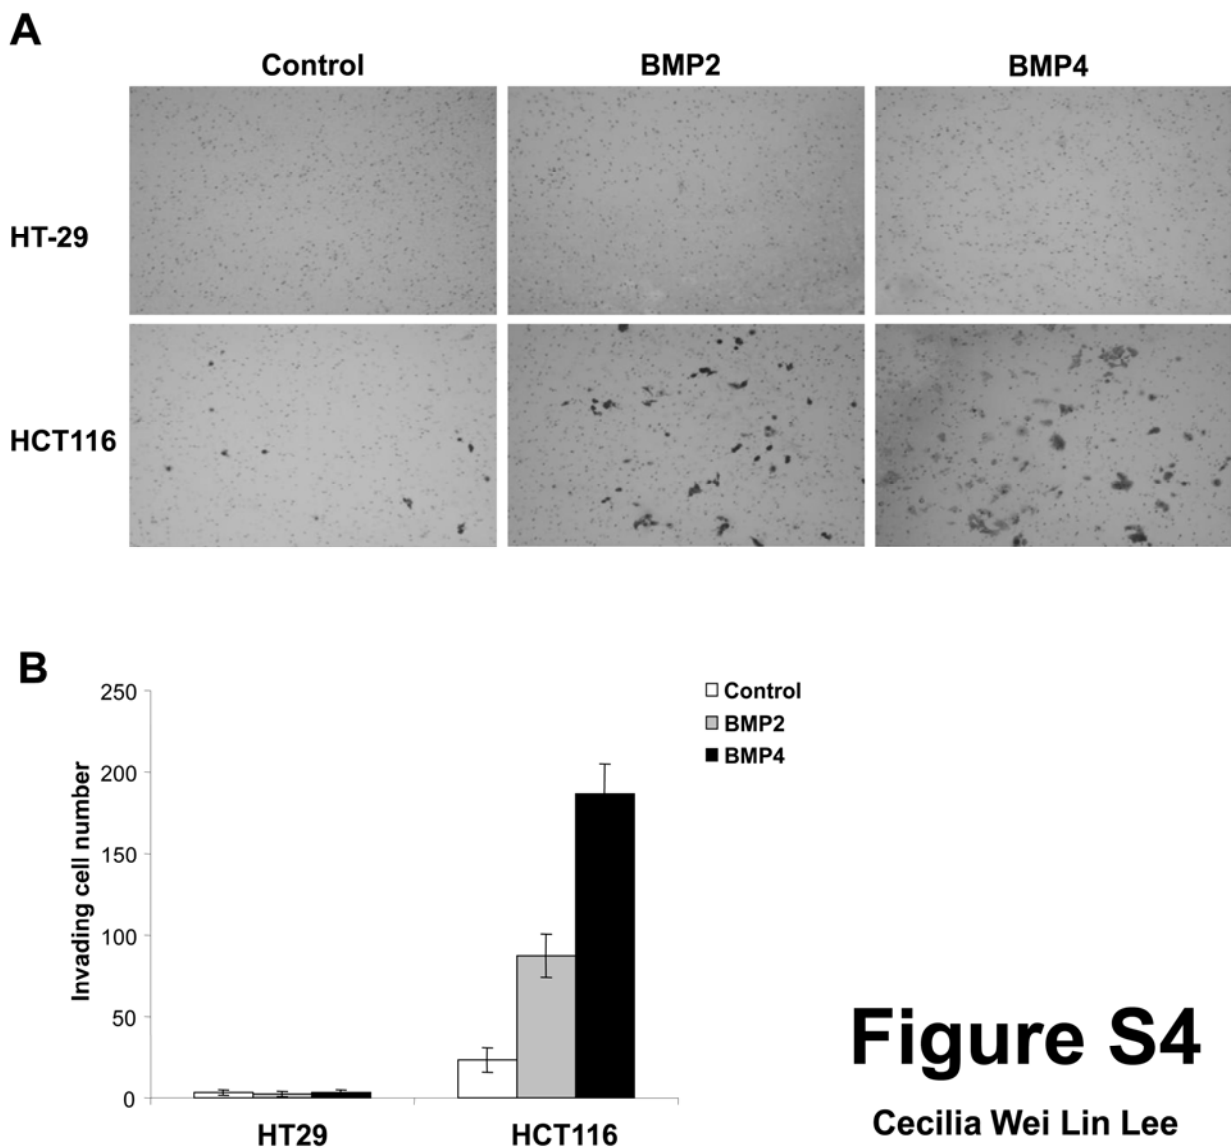 A
Control BMP2 BMP4
HT-29
HCT116
B
250
200
150
100
50
0
Invading cell number
Control
BMP2
BMP4
HT29 HCT116
Figure S4
Cecilia Wei Lin Lee